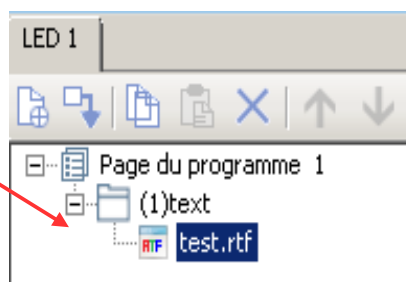 LED 1
Page du programme 1
(1)text
RTF test.rtf